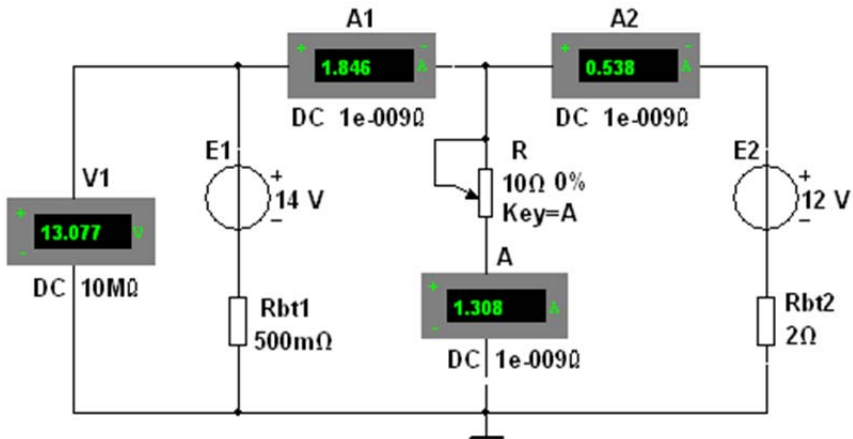 A1
A2
+ 1.846 - A
+ 0.538 - A
DC 1e-009Ω
DC 1e-009Ω
E1
+
14 V
-
R
10Ω 0%
Key=A
E2
+
12 V
-
V1
+ 13.077 V -
DC 10MΩ
Rbt1
500mΩ
A
+ 1.308 A -
DC 1e-009Ω
Rbt2
2Ω